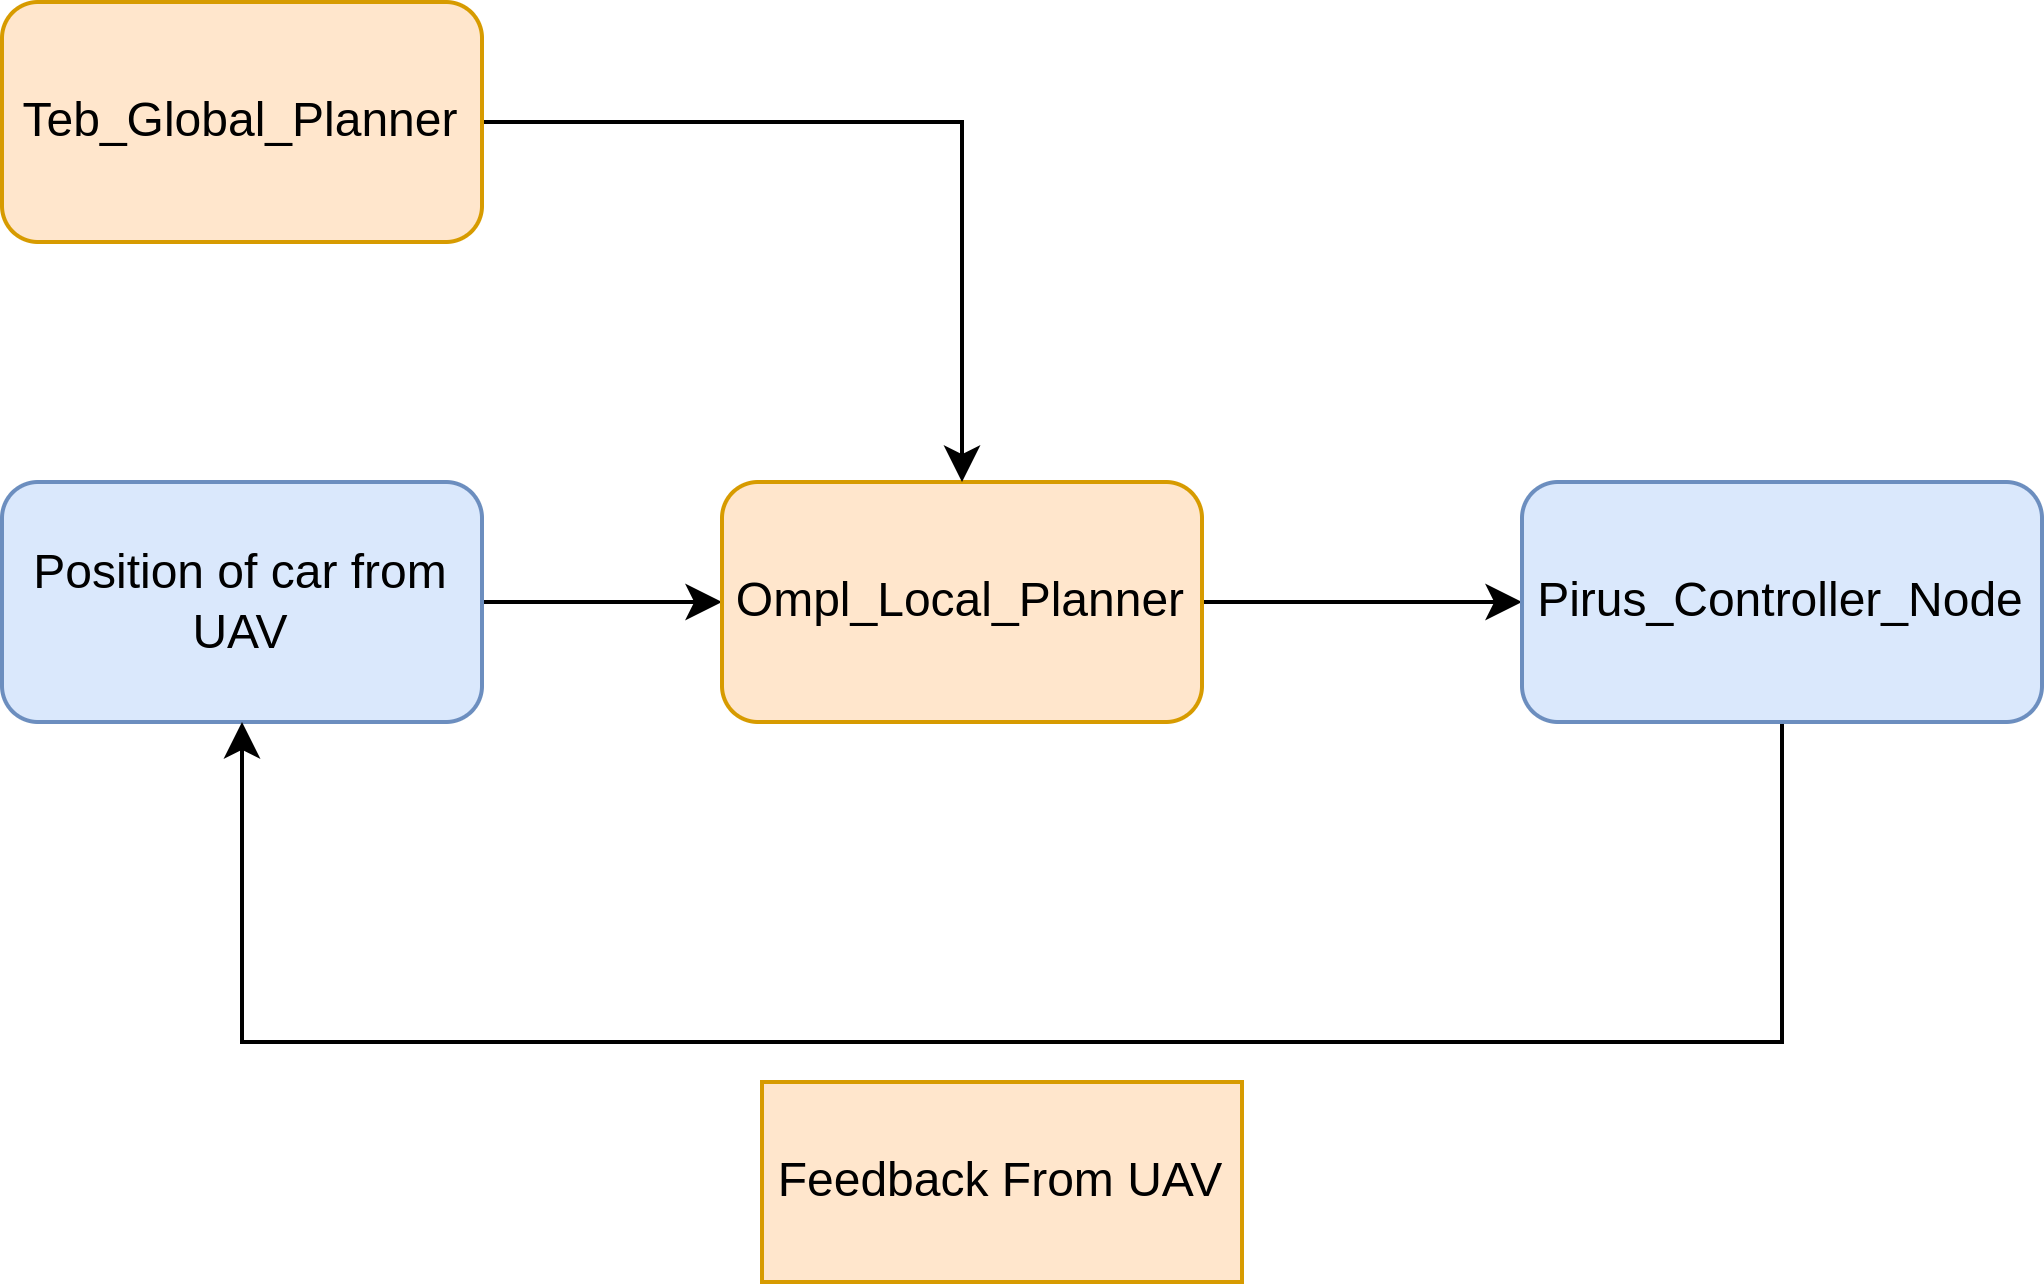 Teb_Global_Planner
Position of car from
UAV
Ompl_Local_Planner
Pirus_Controller_Node
Feedback From UAV